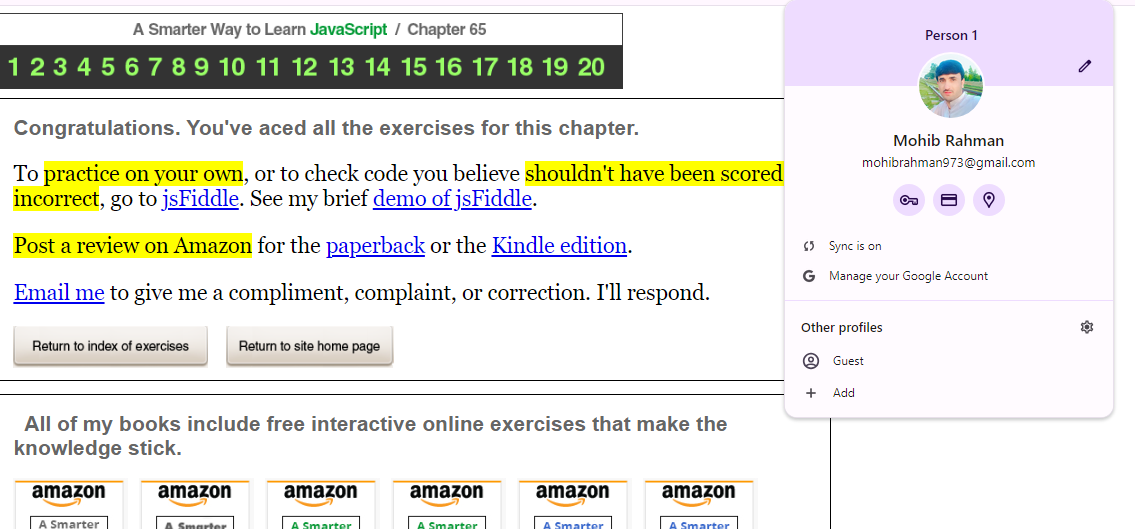 A Smarter Way to Learn JavaScript / Chapter 65
1 2 3 4 5 6 7 8 9 10 11 12 13 14 15 16 17 18 19 20
Congratulations. You've aced all the exercises for this chapter.
To practice on your own, or to check code you believe shouldn't have been scored
incorrect, go to jsFiddle. See my brief demo of jsFiddle.
Post a review on Amazon for the paperback or the Kindle edition.
Email me to give me a compliment, complaint, or correction. I'll respond.
Return to index of exercises
Return to site home page
All of my books include free interactive online exercises that make the
knowledge stick.
amazon amazon amazon amazon amazon amazon
A Smarter A Smarter A Smarter A Smarter A Smarter A Smarter
Person 1
Mohib Rahman
mohibrahman973@gmail.com
Sync is on
G Manage your Google Account
Other profiles
Guest
Add